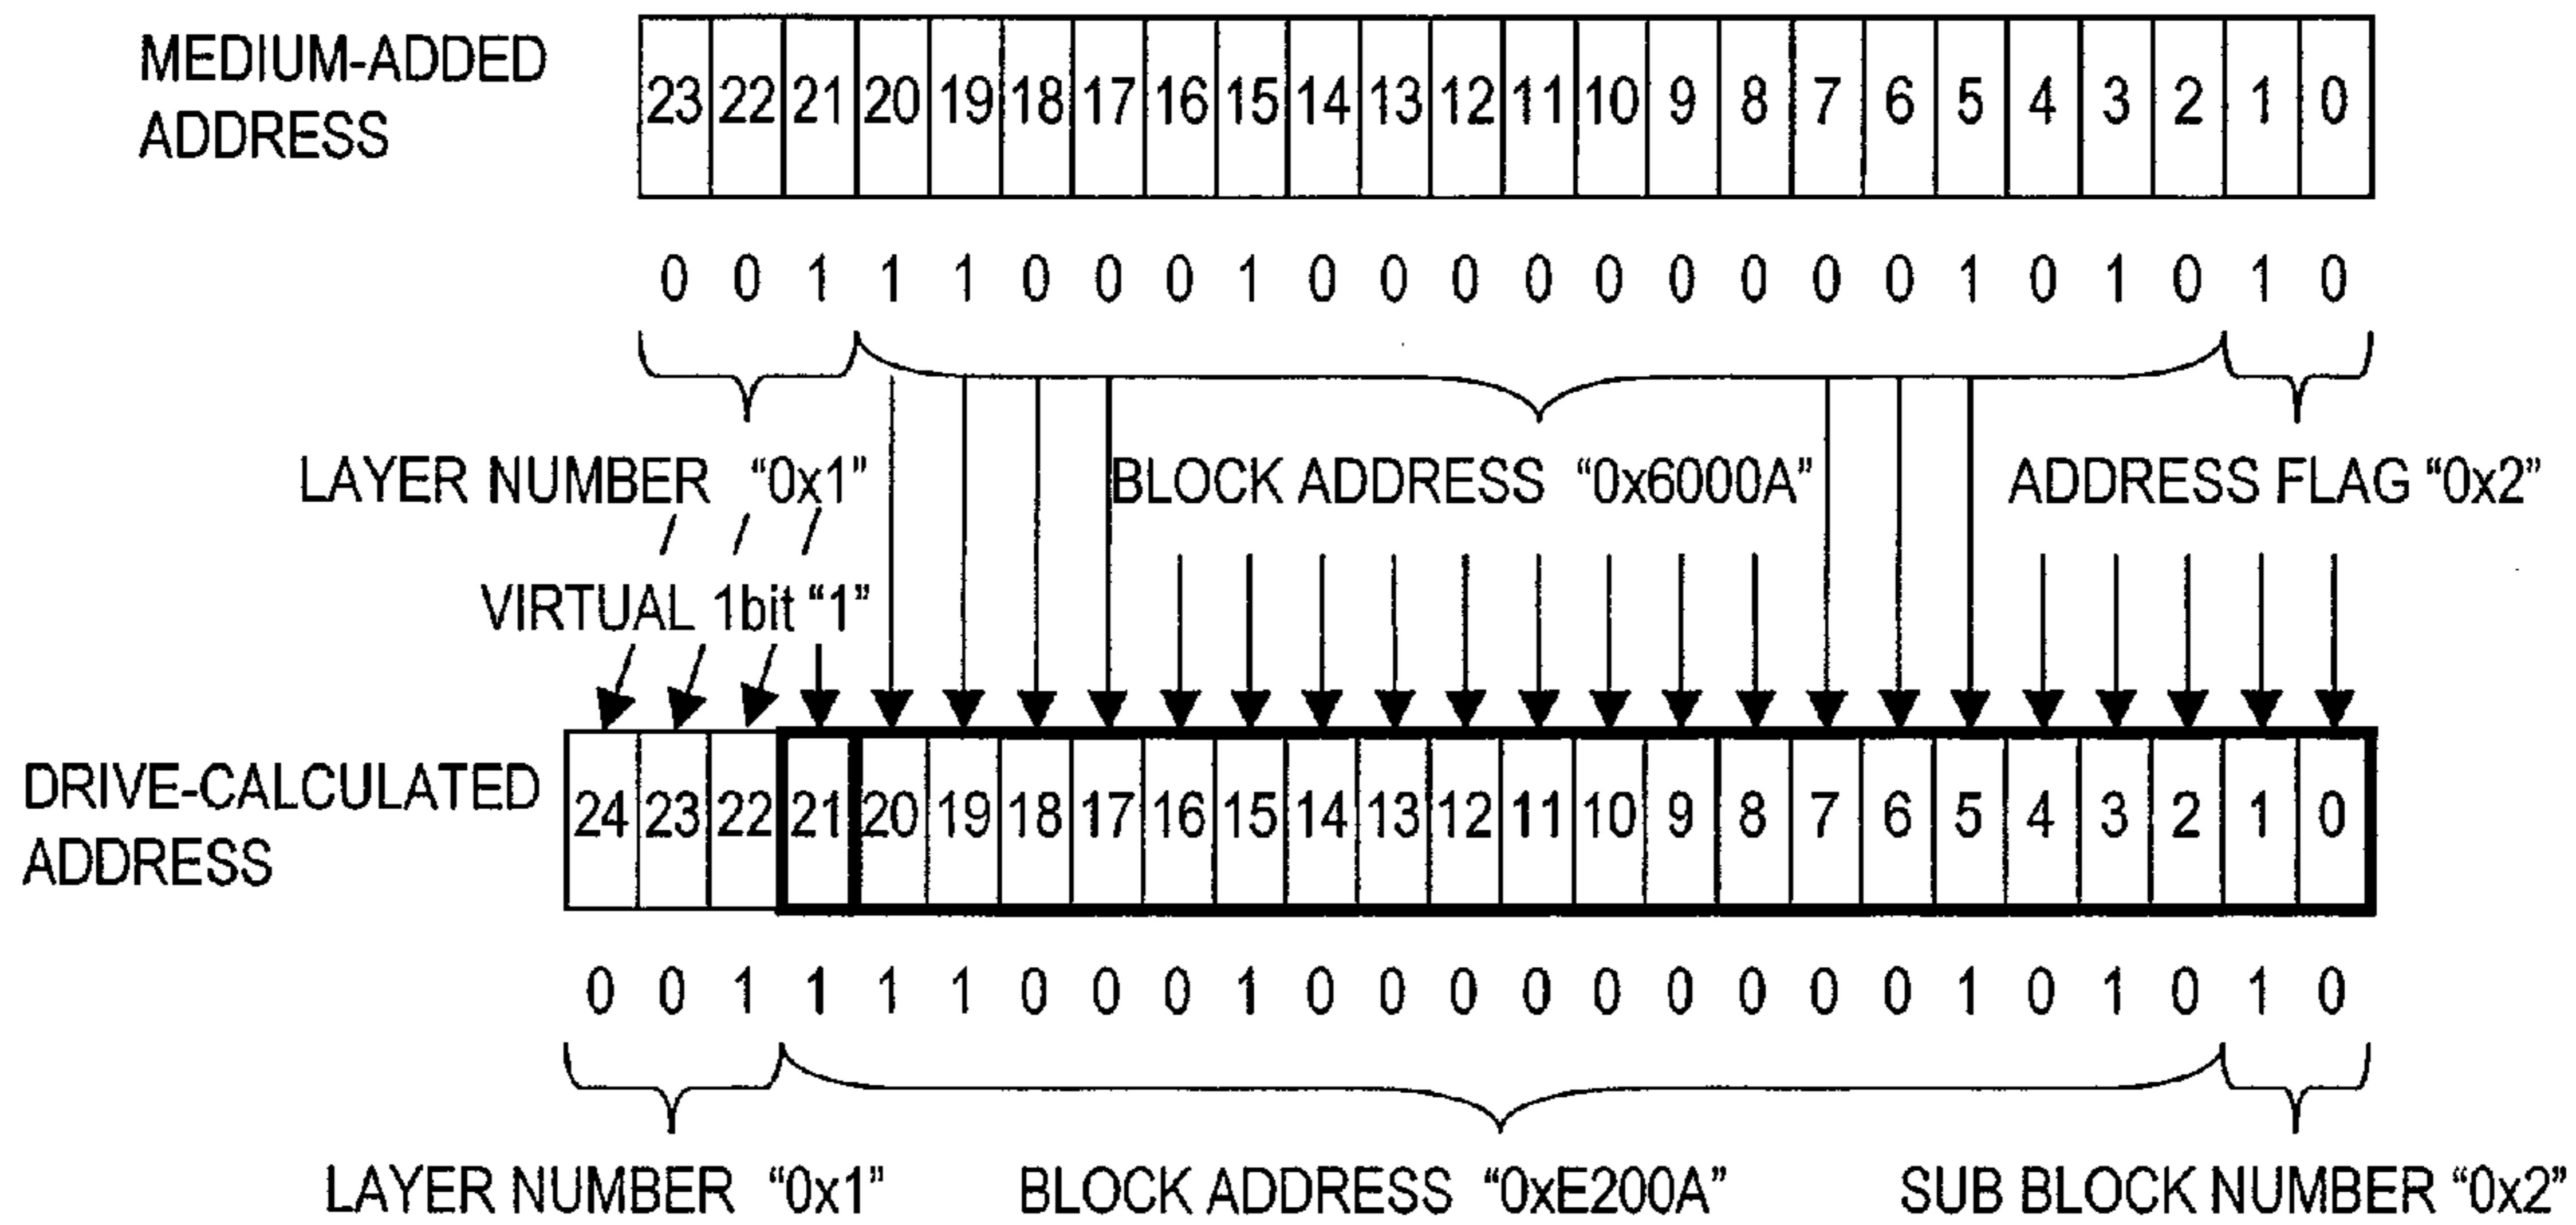 MEDIUM-ADDED
ADDRESS
23 22 21 20 19 18 17 16 15 14 13 12 11 10 9 8 7 6 5 4 3 2 1 0
0 0 1 1 1 0 0 0 1 0 0 0 0 0 0 0 0 0 1 0 1 0 1 0
LAYER NUMBER “0x1” BLOCK ADDRESS “0x6000A” ADDRESS FLAG “0x2”
VIRTUAL 1bit “1”
DRIVE-CALCULATED
ADDRESS
24 23 22 21 20 19 18 17 16 15 14 13 12 11 10 9 8 7 6 5 4 3 2 1 0
0 0 1 1 1 1 0 0 0 1 0 0 0 0 0 0 0 0 0 1 0 1 0 1 0
LAYER NUMBER “0x1” BLOCK ADDRESS “0xE200A” SUB BLOCK NUMBER “0x2”